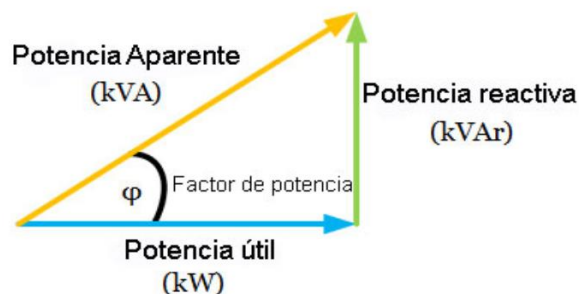 Potencia Aparente
(kVA)
Potencia reactiva
(kVAr)
Factor de potencia
φ
Potencia útil
(kW)